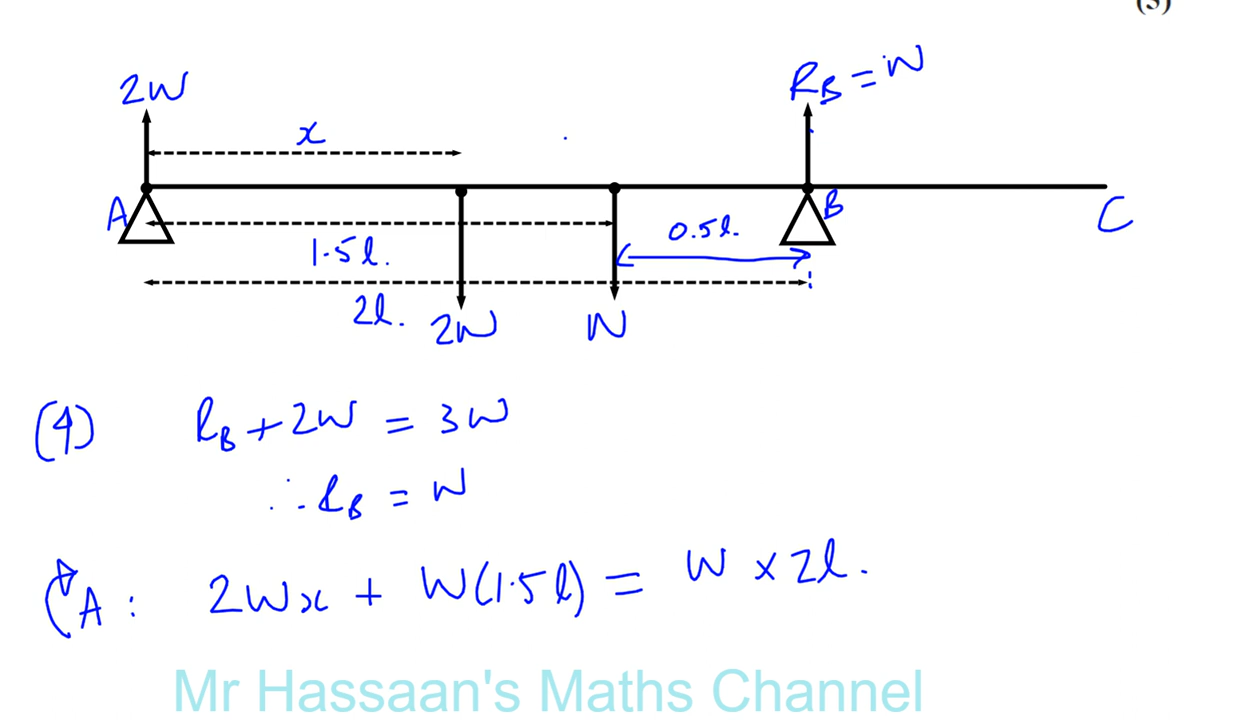 (5)
2W
R_B = W
x
A
B
C
1.5l.
0.5l.
2l.
2W
W
(↑) R_B + 2W = 3W
∴ R_B = W
↷A : 2Wx + W(1.5l) = W × 2l.
Mr Hassaan's Maths Channel